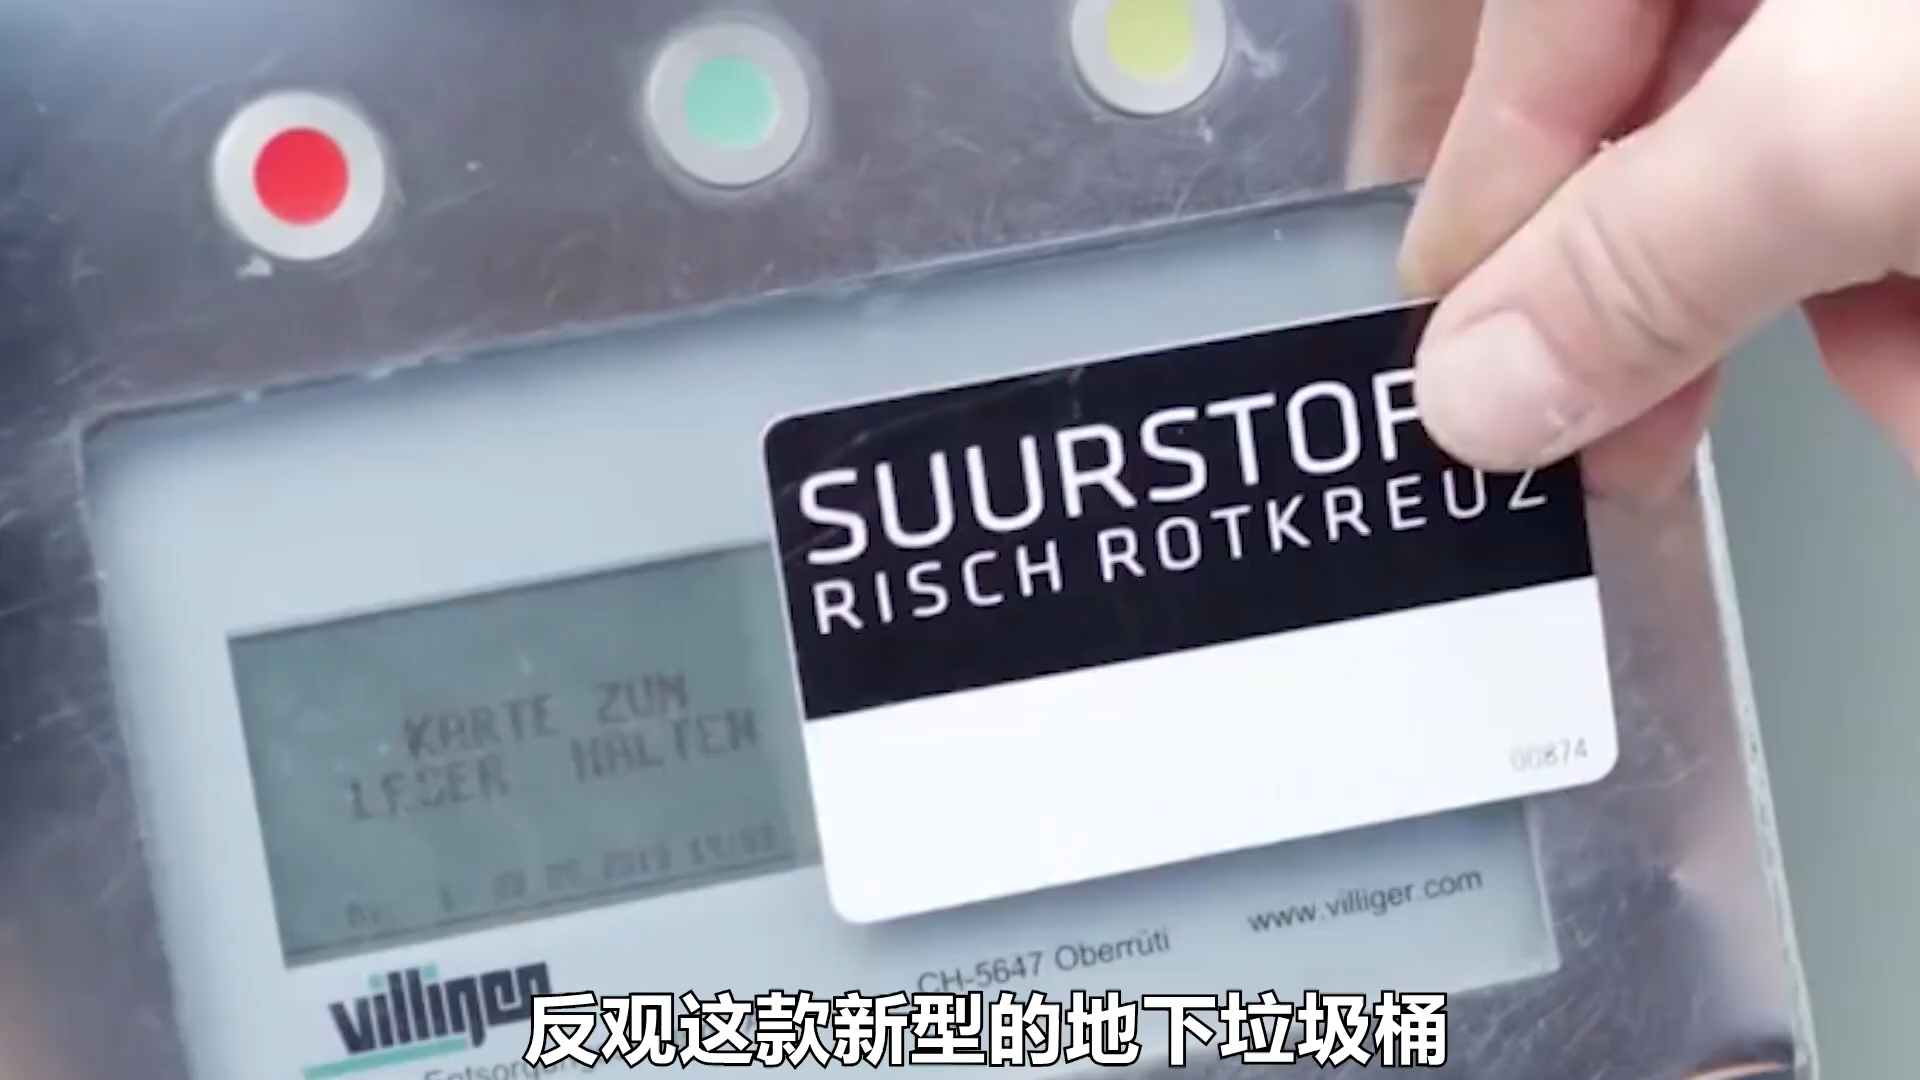 SUURSTOF
RISCH ROTKREUZ
00874
KARTE ZUM
LESER HALTEN
villiger
CH-5647 Oberrüti
www.villiger.com
反观这款新型的地下垃圾桶